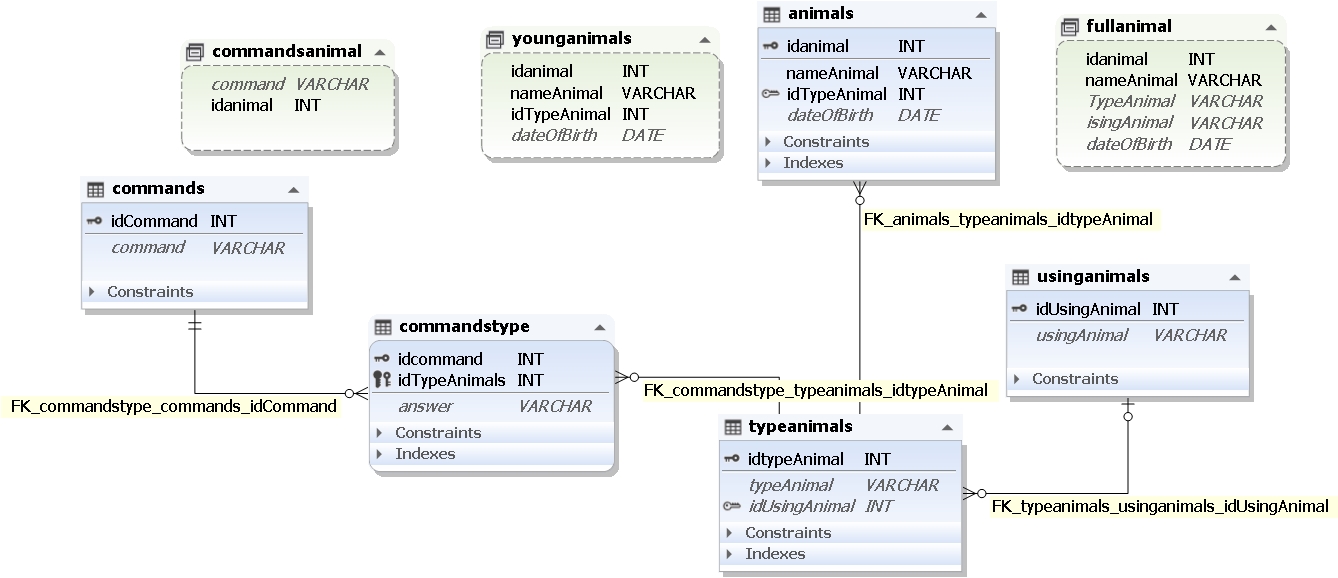 commandsanimal
command VARCHAR
idanimal INT
younganimals
idanimal INT
nameAnimal VARCHAR
idTypeAnimal INT
dateOfBirth DATE
animals
idanimal INT
nameAnimal VARCHAR
idTypeAnimal INT
dateOfBirth DATE
Constraints
Indexes
fullanimal
idanimal INT
nameAnimal VARCHAR
TypeAnimal VARCHAR
isingAnimal VARCHAR
dateOfBirth DATE
commands
idCommand INT
command VARCHAR
Constraints
FK_animals_typeanimals_idtypeAnimal
usinganimals
idUsingAnimal INT
usingAnimal VARCHAR
Constraints
commandstype
idcommand INT
idTypeAnimals INT
answer VARCHAR
Constraints
Indexes
FK_commandstype_commands_idCommand
FK_commandstype_typeanimals_idtypeAnimal
typeanimals
idtypeAnimal INT
typeAnimal VARCHAR
idUsingAnimal INT
Constraints
Indexes
FK_typeanimals_usinganimals_idUsingAnimal